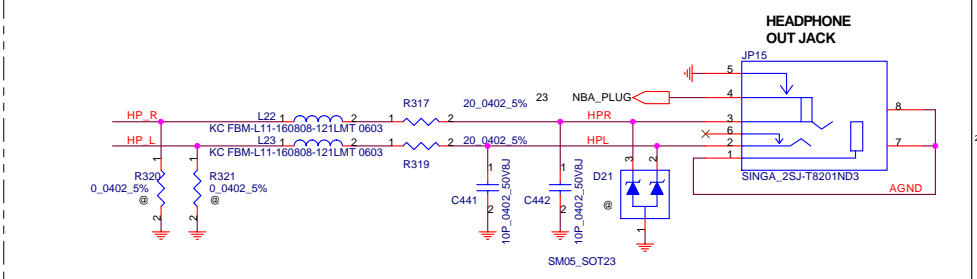 HEADPHONE
OUT JACK
JP15
5
NBA_PLUG
4
23
HP_R
L22 1
2
1
R317
2
20_0402_5%
HPR
3
8
KC FBM-L11-160808-121LMT 0603
6
HP_L
L23 1
2
1
2
20_0402_5%
HPL
2
7
KC FBM-L11-160808-121LMT 0603
R319
1
SINGA_2SJ-T8201ND3
AGND
1
R320
0_0402_5%
@
2
1
R321
0_0402_5%
@
2
1
C441
2
10P_0402_50V8J
1
C442
2
10P_0402_50V8J
3
2
D21
@
1
SM05_SOT23